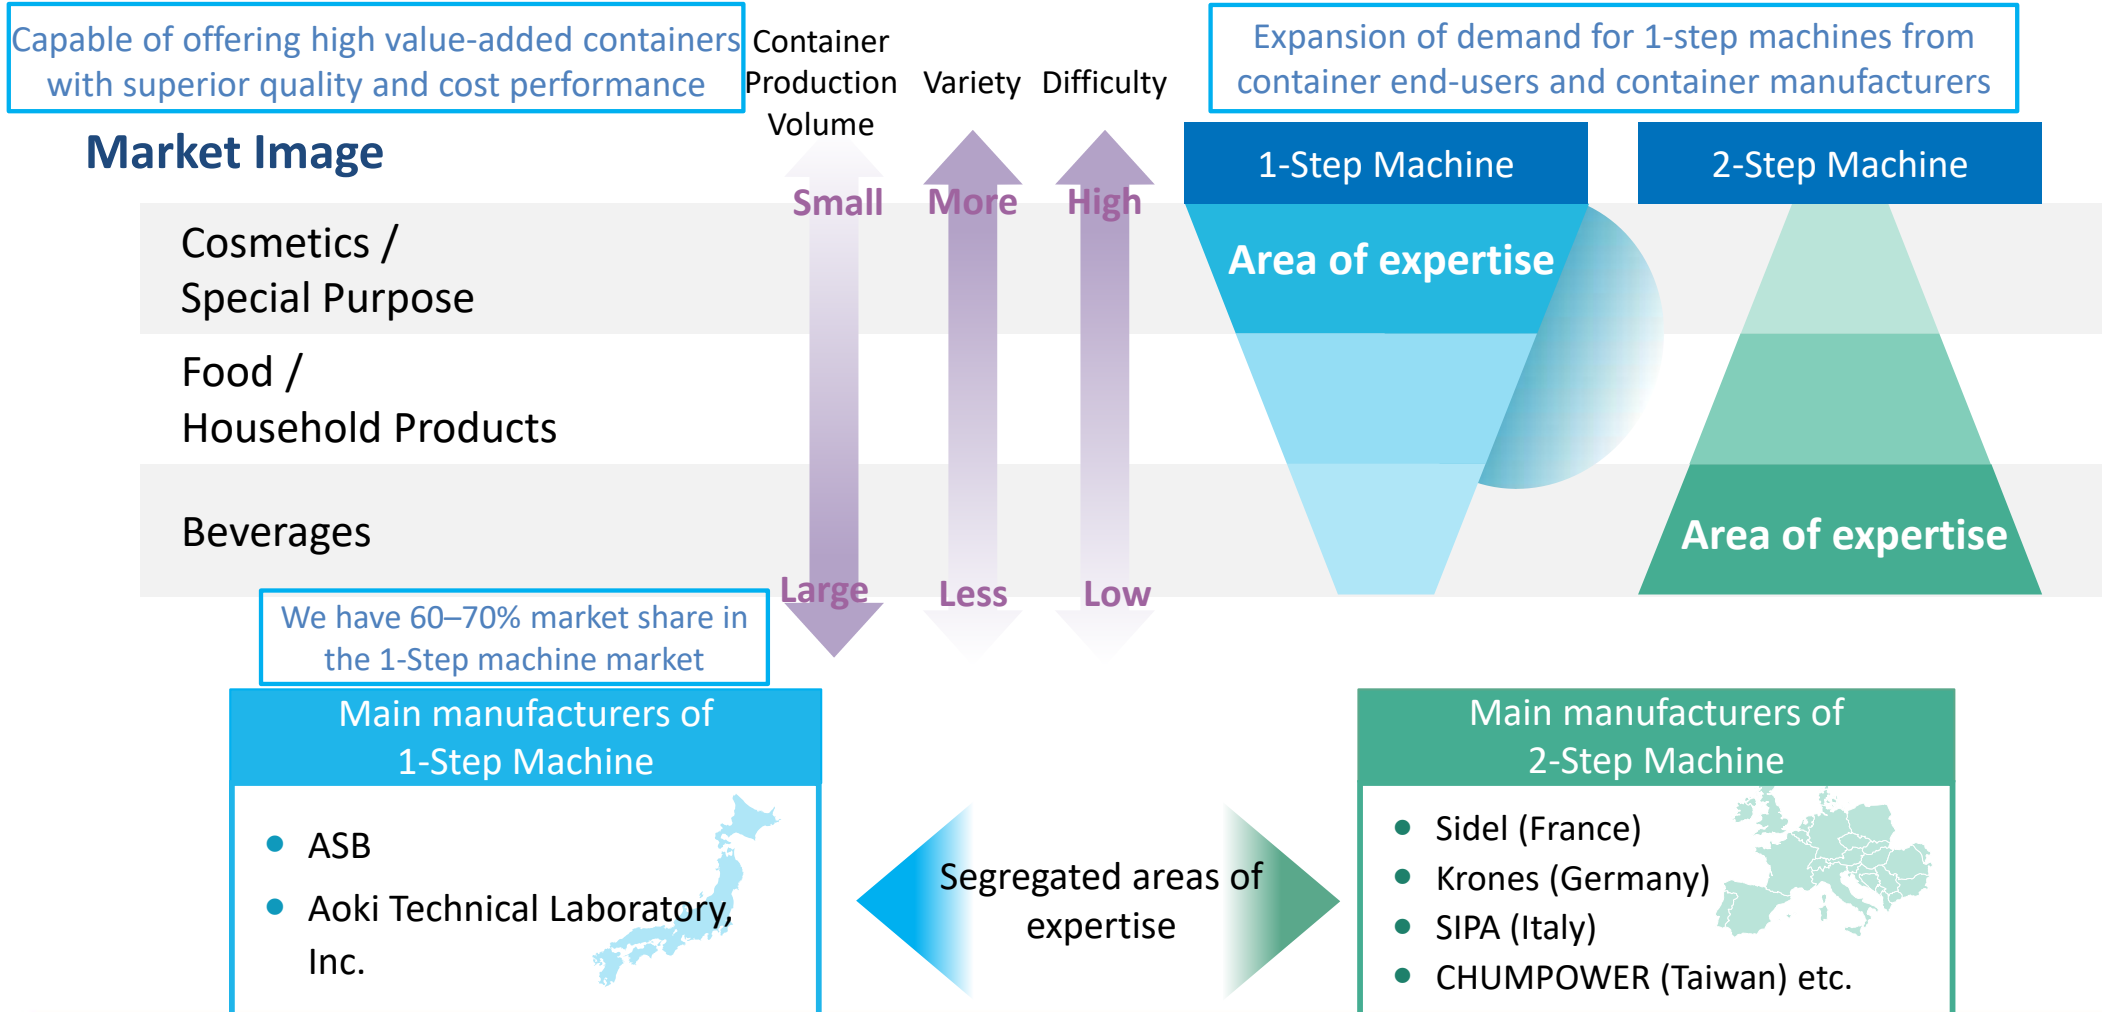 Capable of offering high value-added containers
with superior quality and cost performance
Container
Production
Volume
Variety
Difficulty
Expansion of demand for 1-step machines from
container end-users and container manufacturers
Market Image
1-Step Machine
2-Step Machine
Small
More
High
Cosmetics /
Special Purpose
Area of expertise
Food /
Household Products
Beverages
Area of expertise
Large
Less
Low
We have 60–70% market share in
the 1-Step machine market
Main manufacturers of
1-Step Machine
• ASB
• Aoki Technical Laboratory,
Inc.
Segregated areas of
expertise
Main manufacturers of
2-Step Machine
• Sidel (France)
• Krones (Germany)
• SIPA (Italy)
• CHUMPOWER (Taiwan) etc.